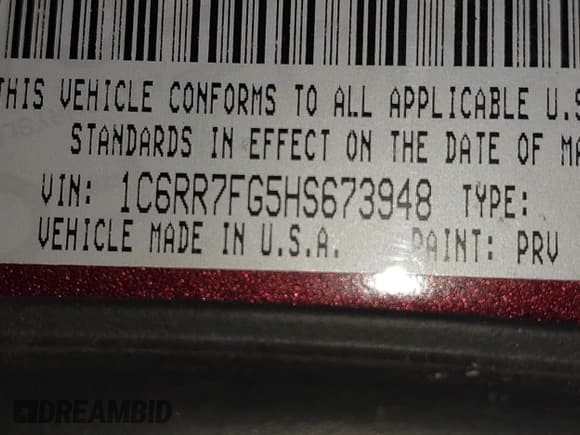 THIS VEHICLE CONFORMS TO ALL APPLICABLE U.S
STANDARDS IN EFFECT ON THE DATE OF MA
VIN: 1C6RR7FG5HS673948 TYPE:
VEHICLE MADE IN U.S.A. PAINT: PRV
DREAMBID